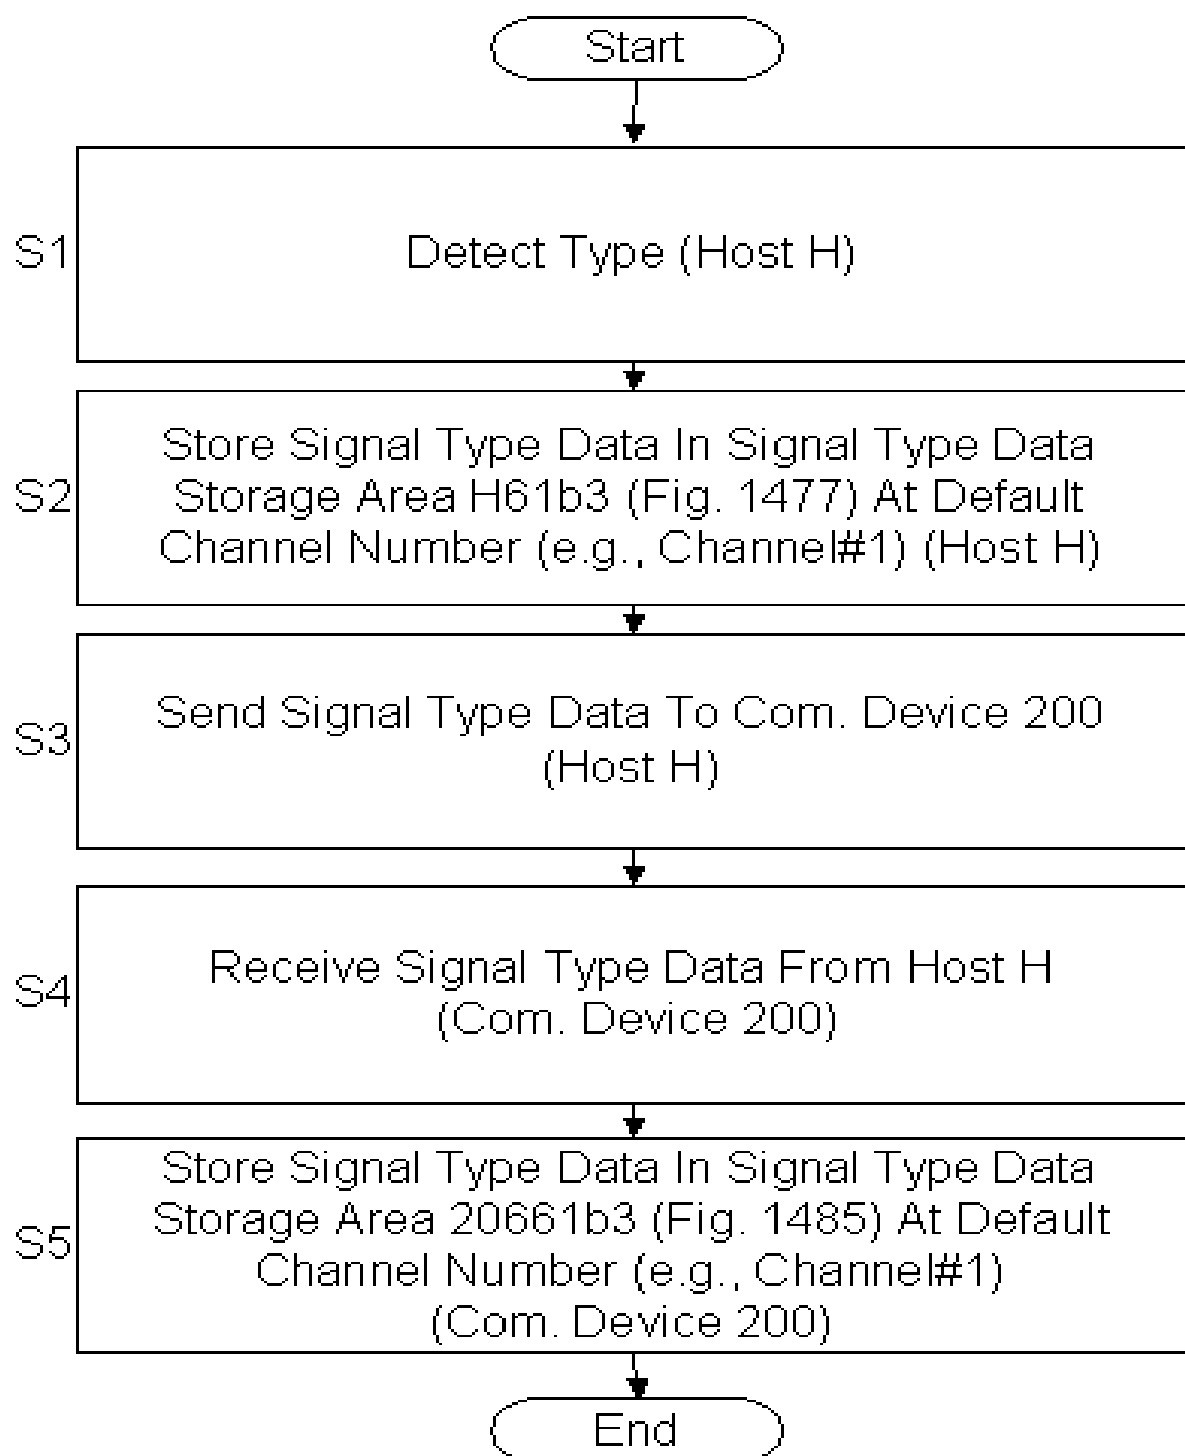 Start
S1
Detect Type (Host H)
S2
Store Signal Type Data In Signal Type Data
Storage Area H61b3 (Fig. 1477) At Default
Channel Number (e.g., Channel#1) (Host H)
S3
Send Signal Type Data To Com. Device 200
(Host H)
S4
Receive Signal Type Data From Host H
(Com. Device 200)
S5
Store Signal Type Data In Signal Type Data
Storage Area 20661b3 (Fig. 1485) At Default
Channel Number (e.g., Channel#1)
(Com. Device 200)
End